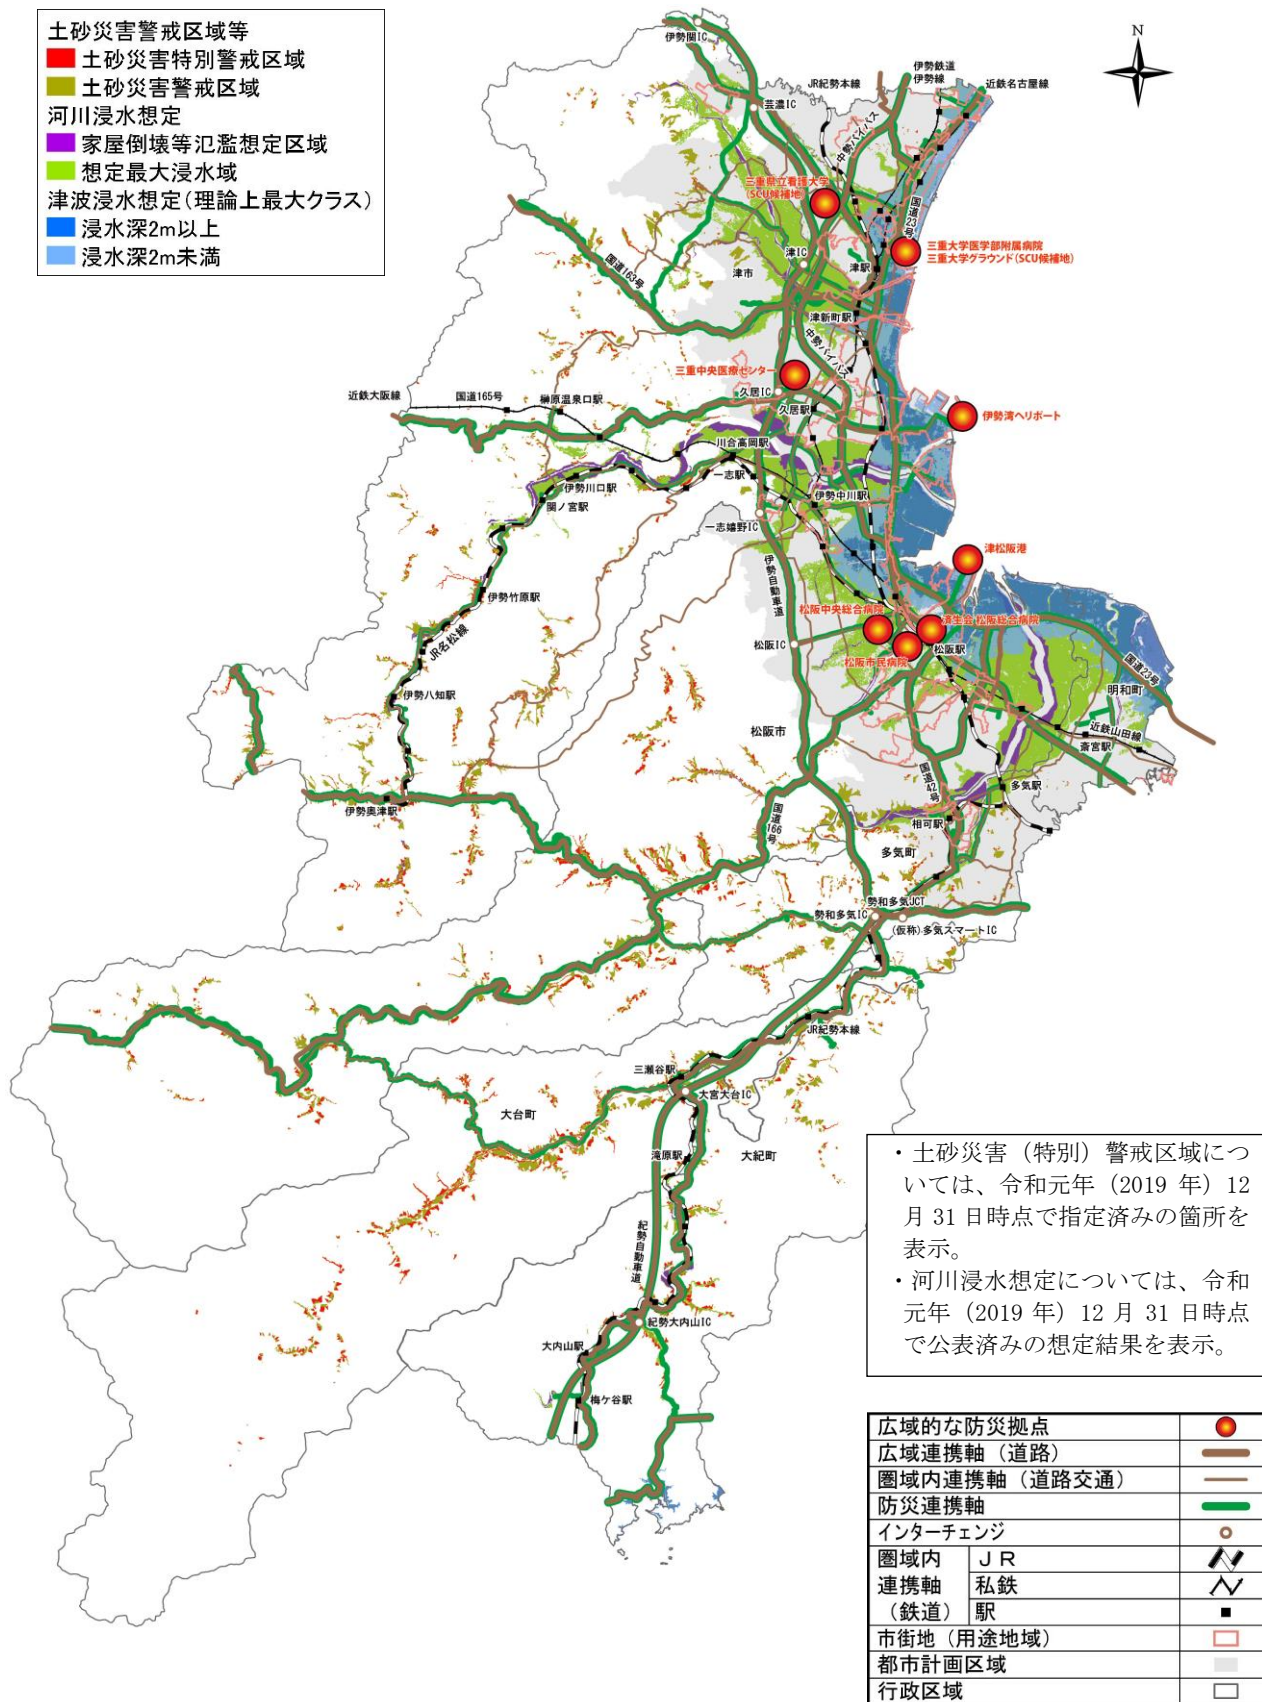 土砂災害警戒区域等
土砂災害特別警戒区域
土砂災害警戒区域
河川浸水想定
家屋倒壊等氾濫想定区域
想定最大浸水域
津波浸水想定(理論上最大クラス)
浸水深2m以上
浸水深2m未満
N
伊勢関IC
JR紀勢本線
伊勢鉄道
伊勢線
近鉄名古屋線
芸濃IC
中勢バイパス
三重県立看護大学
(SCU候補地)
国道23号
三重大学医学部附属病院
三重大学グラウンド(SCU候補地)
国道163号
津市
津IC
津駅
津新町駅
中勢バイパス
三重中央医療センター
久居IC
久居駅
近鉄大阪線
国道165号
榊原温泉口駅
伊勢湾ヘリポート
川合高岡駅
一志駅
伊勢川口駅
関ノ宮駅
伊勢中川駅
一志嬉野IC
伊勢自動車道
津松阪港
伊勢竹原駅
JR名松線
松阪中央総合病院
済生会 松阪総合病院
松阪IC
松阪市民病院
松阪駅
国道23号
明和町
伊勢八知駅
松阪市
近鉄山田線
斎宮駅
伊勢奥津駅
国道166号
国道42号
多気駅
相可駅
多気町
勢和多気JCT
勢和多気IC
(仮称)多気スマートIC
JR紀勢本線
三瀬谷駅
大宮大台IC
大台町
滝原駅
大紀町
紀勢自動車道
紀勢大内山IC
大内山駅
梅ケ谷駅
・土砂災害（特別）警戒区域につ
いては、令和元年（2019 年）12
月 31 日時点で指定済みの箇所を
表示。
・河川浸水想定については、令和
元年（2019 年）12 月 31 日時点
で公表済みの想定結果を表示。
広域的な防災拠点
広域連携軸（道路）
圏域内連携軸（道路交通）
防災連携軸
インターチェンジ
圏域内 ＪＲ
連携軸 私鉄
（鉄道） 駅
市街地（用途地域）
都市計画区域
行政区域